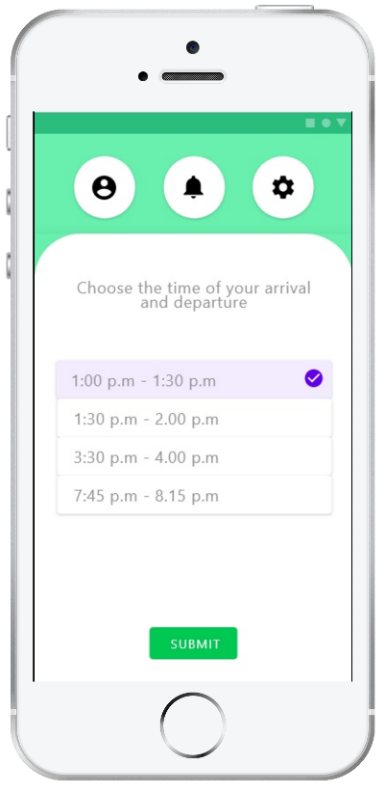 Choose the time of your arrival
and departure
1:00 p.m - 1:30 p.m
1:30 p.m - 2.00 p.m
3:30 p.m - 4.00 p.m
7:45 p.m - 8.15 p.m
SUBMIT